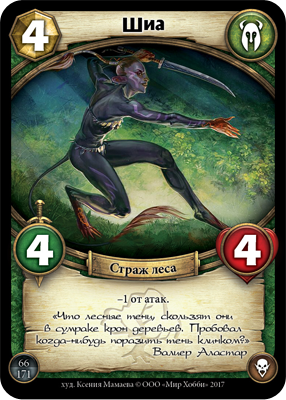 4
Шиа
4
4
Страж леса
–1 от атак.
«Что лесные тени, скользят они
в сумраке крон деревьев. Пробовал
когда-нибудь поразить тень клинком?»
Валиер Аластар
66
171
худ. Ксения Мамаева © ООО «Мир Хобби» 2017